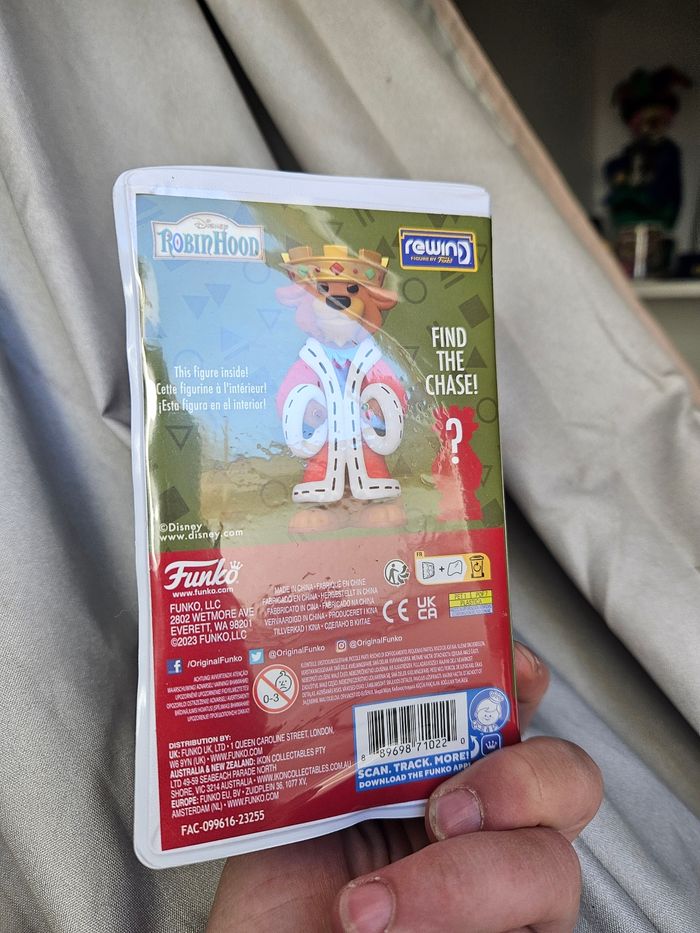 Disney
ROBIN HOOD
rewind
FIGURE BY Funko
FIND
THE
CHASE!
?
This figure inside!
Cette figurine à l'intérieur!
¡Esta figura en el interior!
©Disney
www.disney.com
Funko
www.funko.com
FUNKO, LLC
2802 WETMORE AVE
EVERETT, WA 98201
©2023 FUNKO, LLC
MADE IN CHINA • FABRIQUÉ EN CHINE
FABRICADO EN CHINA • HERGESTELLT IN CHINA
FABBRICATO IN CINA • FABRICADO NA CHINA
VERVAARDIGD IN CHINA • PRODUCERET I KINA
TILLVERKAD I KINA • СДЕЛАНО В КИТАЕ
FR
+
CE UK
CA
/OriginalFunko @OriginalFunko @OriginalFunko
0-3
DISTRIBUTION BY:
UK: FUNKO UK, LTD • 1 QUEEN CAROLINE STREET, LONDON,
W6 9YN (UK) • WWW.FUNKO.COM
AUSTRALIA & NEW ZEALAND: IKON COLLECTABLES PTY
LTD 49-59 SEABEACH PARADE NORTH
SHORE, VIC 3214 AUSTRALIA • WWW.IKONCOLLECTABLES.COM.AU
EUROPE: FUNKO EU, BV • ZUIDPLEIN 36, 1077 XV,
AMSTERDAM (NL) • WWW.FUNKO.COM
FAC-099616-23255
8 89698 71022 0
SCAN. TRACK. MORE!
DOWNLOAD THE FUNKO APP!